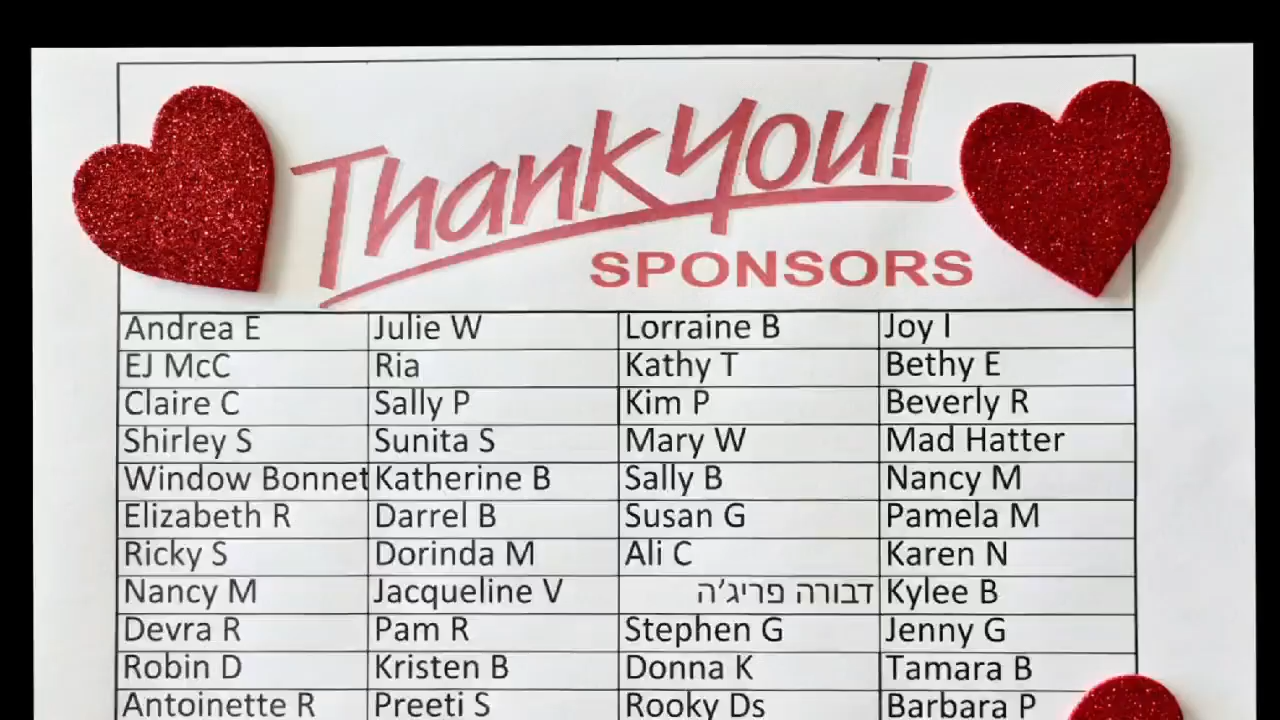 Thank You!
SPONSORS
Andrea E Julie W Lorraine B Joy I
EJ McC Ria Kathy T Bethy E
Claire C Sally P Kim P Beverly R
Shirley S Sunita S Mary W Mad Hatter
Window Bonnet Katherine B Sally B Nancy M
Elizabeth R Darrel B Susan G Pamela M
Ricky S Dorinda M Ali C Karen N
Nancy M Jacqueline V דבורה פריג'ה Kylee B
Devra R Pam R Stephen G Jenny G
Robin D Kristen B Donna K Tamara B
Antoinette R Preeti S Rooky Ds Barbara P